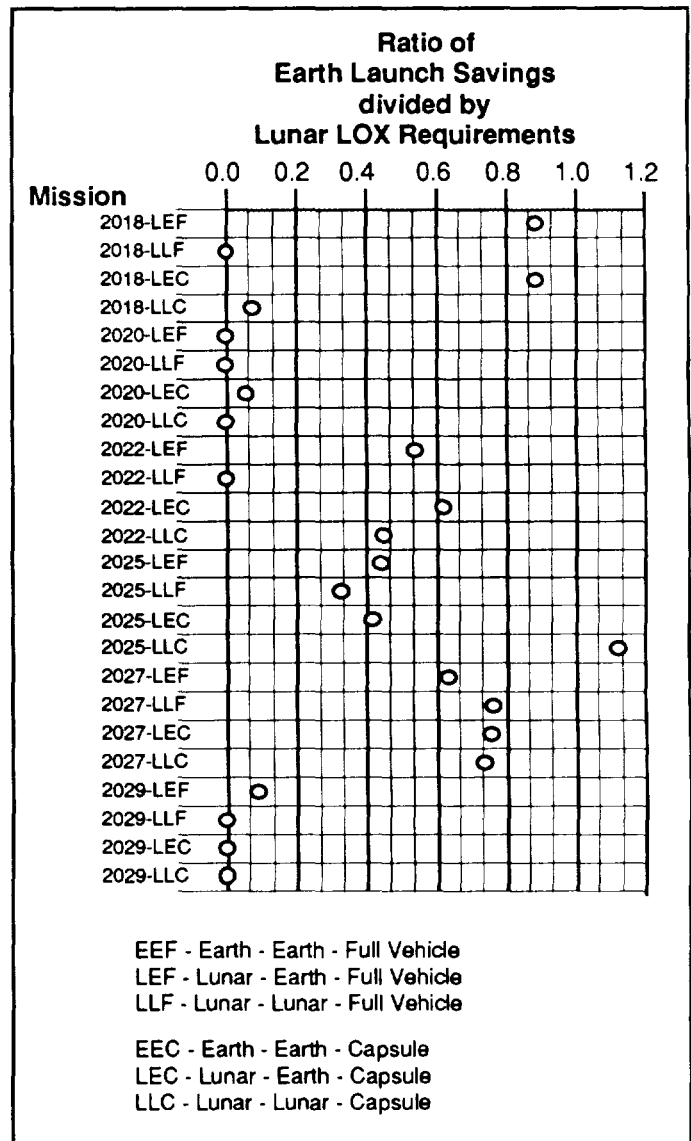 Ratio of
Earth Launch Savings
divided by
Lunar LOX Requirements
0.0 0.2 0.4 0.6 0.8 1.0 1.2
Mission
2018-LEF
2018-LLF
2018-LEC
2018-LLC
2020-LEF
2020-LLF
2020-LEC
2020-LLC
2022-LEF
2022-LLF
2022-LEC
2022-LLC
2025-LEF
2025-LLF
2025-LEC
2025-LLC
2027-LEF
2027-LLF
2027-LEC
2027-LLC
2029-LEF
2029-LLF
2029-LEC
2029-LLC
EEF - Earth - Earth - Full Vehicle
LEF - Lunar - Earth - Full Vehicle
LLF - Lunar - Lunar - Full Vehicle
EEC - Earth - Earth - Capsule
LEC - Lunar - Earth - Capsule
LLC - Lunar - Lunar - Capsule